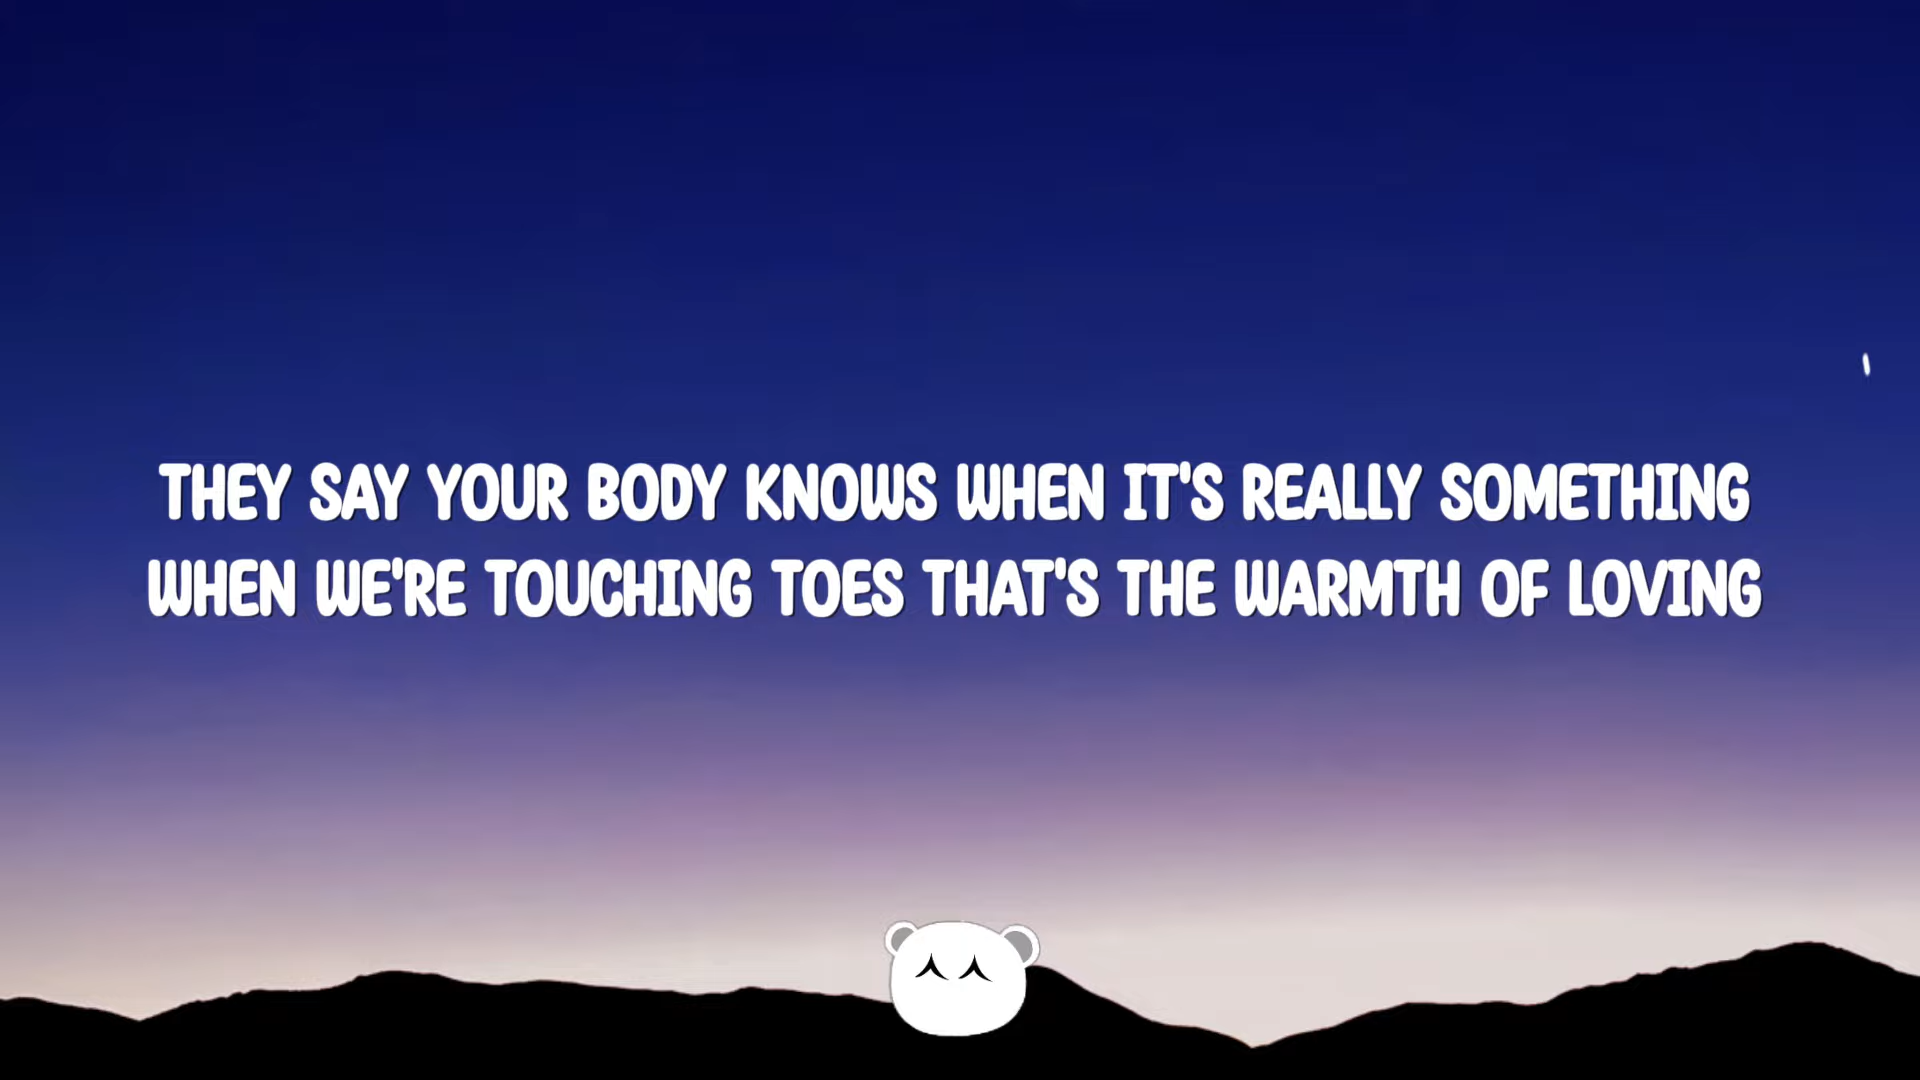 THEY SAY YOUR BODY KNOWS WHEN IT'S REALLY SOMETHING
WHEN WE'RE TOUCHING TOES THAT'S THE WARMTH OF LOVING